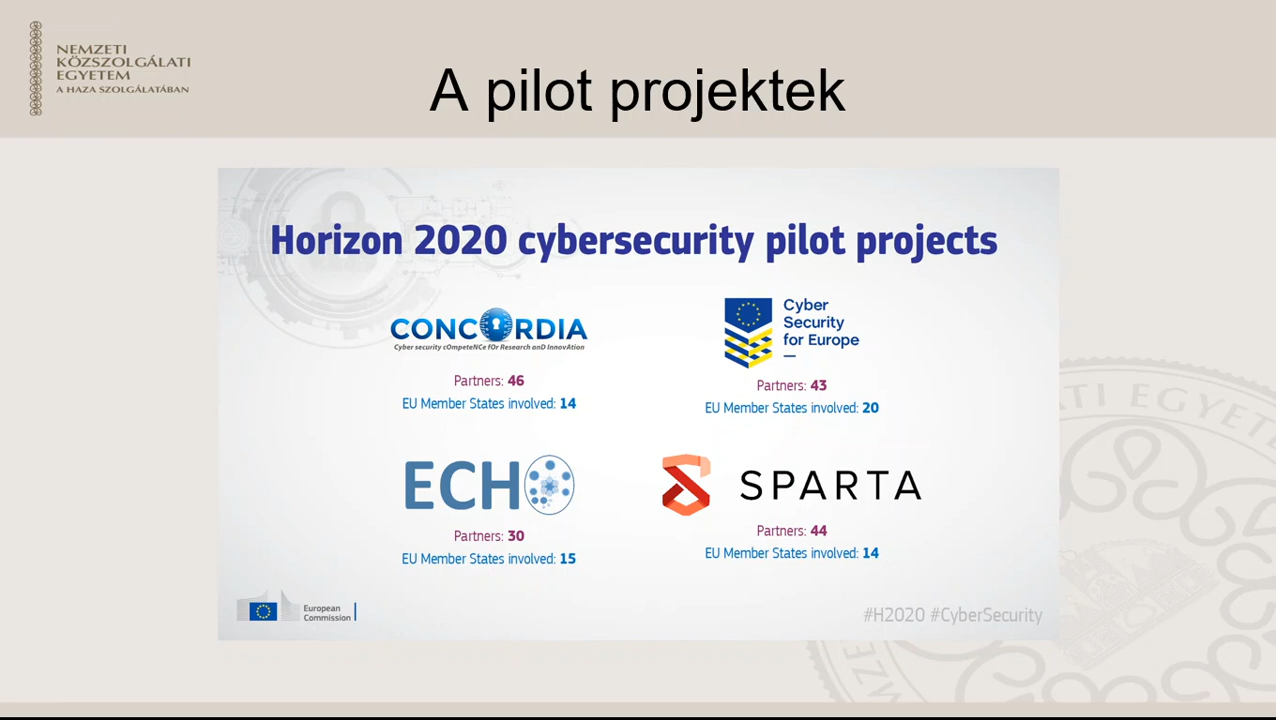 NEMZETI
KÖZSZOLGÁLATI
EGYETEM
A HAZA SZOLGÁLATÁBAN
A pilot projektek
Horizon 2020 cybersecurity pilot projects
CONCORDIA
Cyber security cOmpeteNCe fOr Research anD InnovAtion
Partners: 46
EU Member States involved: 14
Cyber
Security
for Europe
Partners: 43
EU Member States involved: 20
ECHO
Partners: 30
EU Member States involved: 15
SPARTA
Partners: 44
EU Member States involved: 14
European
Commission
#H2020 #CyberSecurity